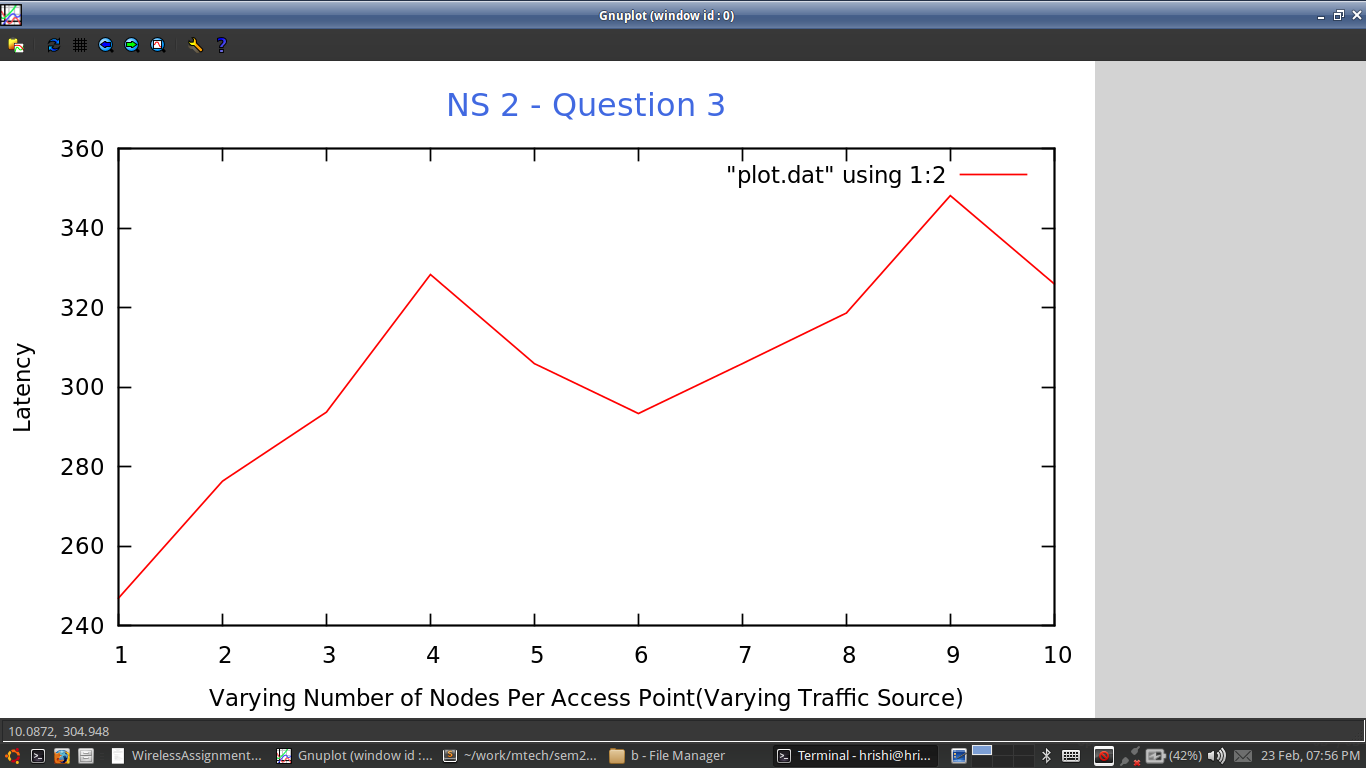 Gnuplot (window id : 0)
NS 2 - Question 3
"plot.dat" using 1:2
360
340
320
300
280
260
240
Latency
1 2 3 4 5 6 7 8 9 10
Varying Number of Nodes Per Access Point(Varying Traffic Source)
10.0872, 304.948
WirelessAssignment... Gnuplot (window id :... ~/work/mtech/sem2... b - File Manager Terminal - hrishi@hri... (42%) 23 Feb, 07:56 PM